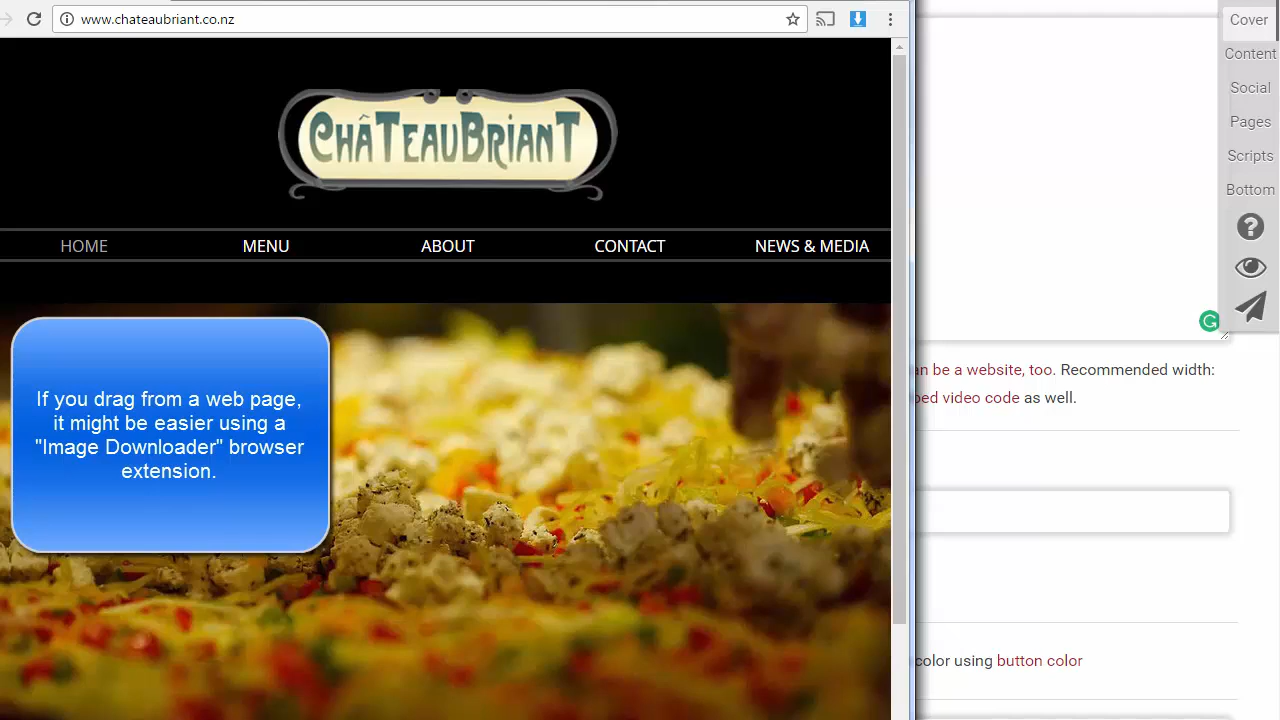 www.chateaubriant.co.nz
ChâteauBriant
HOME MENU ABOUT CONTACT NEWS & MEDIA
If you drag from a web page,
it might be easier using a
"Image Downloader" browser
extension.
Cover
Content
Social
Pages
Scripts
Bottom
an be a website, too. Recommended width:
ped video code as well.
color using button color